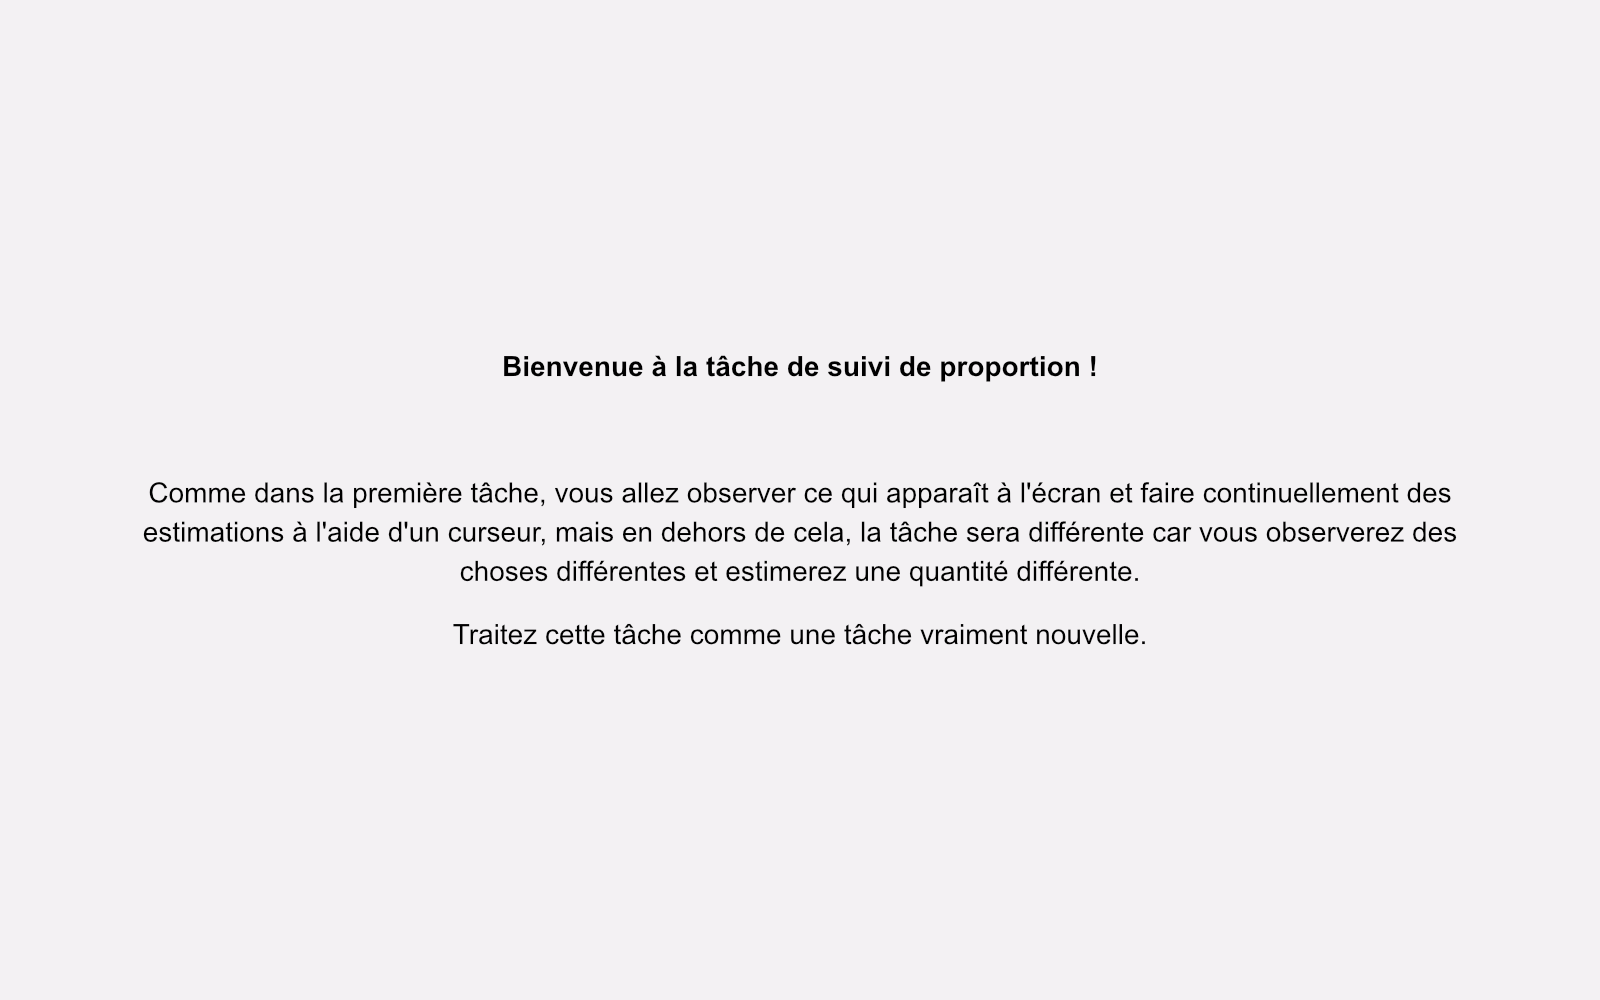 Bienvenue à la tâche de suivi de proportion !
Comme dans la première tâche, vous allez observer ce qui apparaît à l'écran et faire continuellement des
estimations à l'aide d'un curseur, mais en dehors de cela, la tâche sera différente car vous observerez des
choses différentes et estimerez une quantité différente.
Traitez cette tâche comme une tâche vraiment nouvelle.